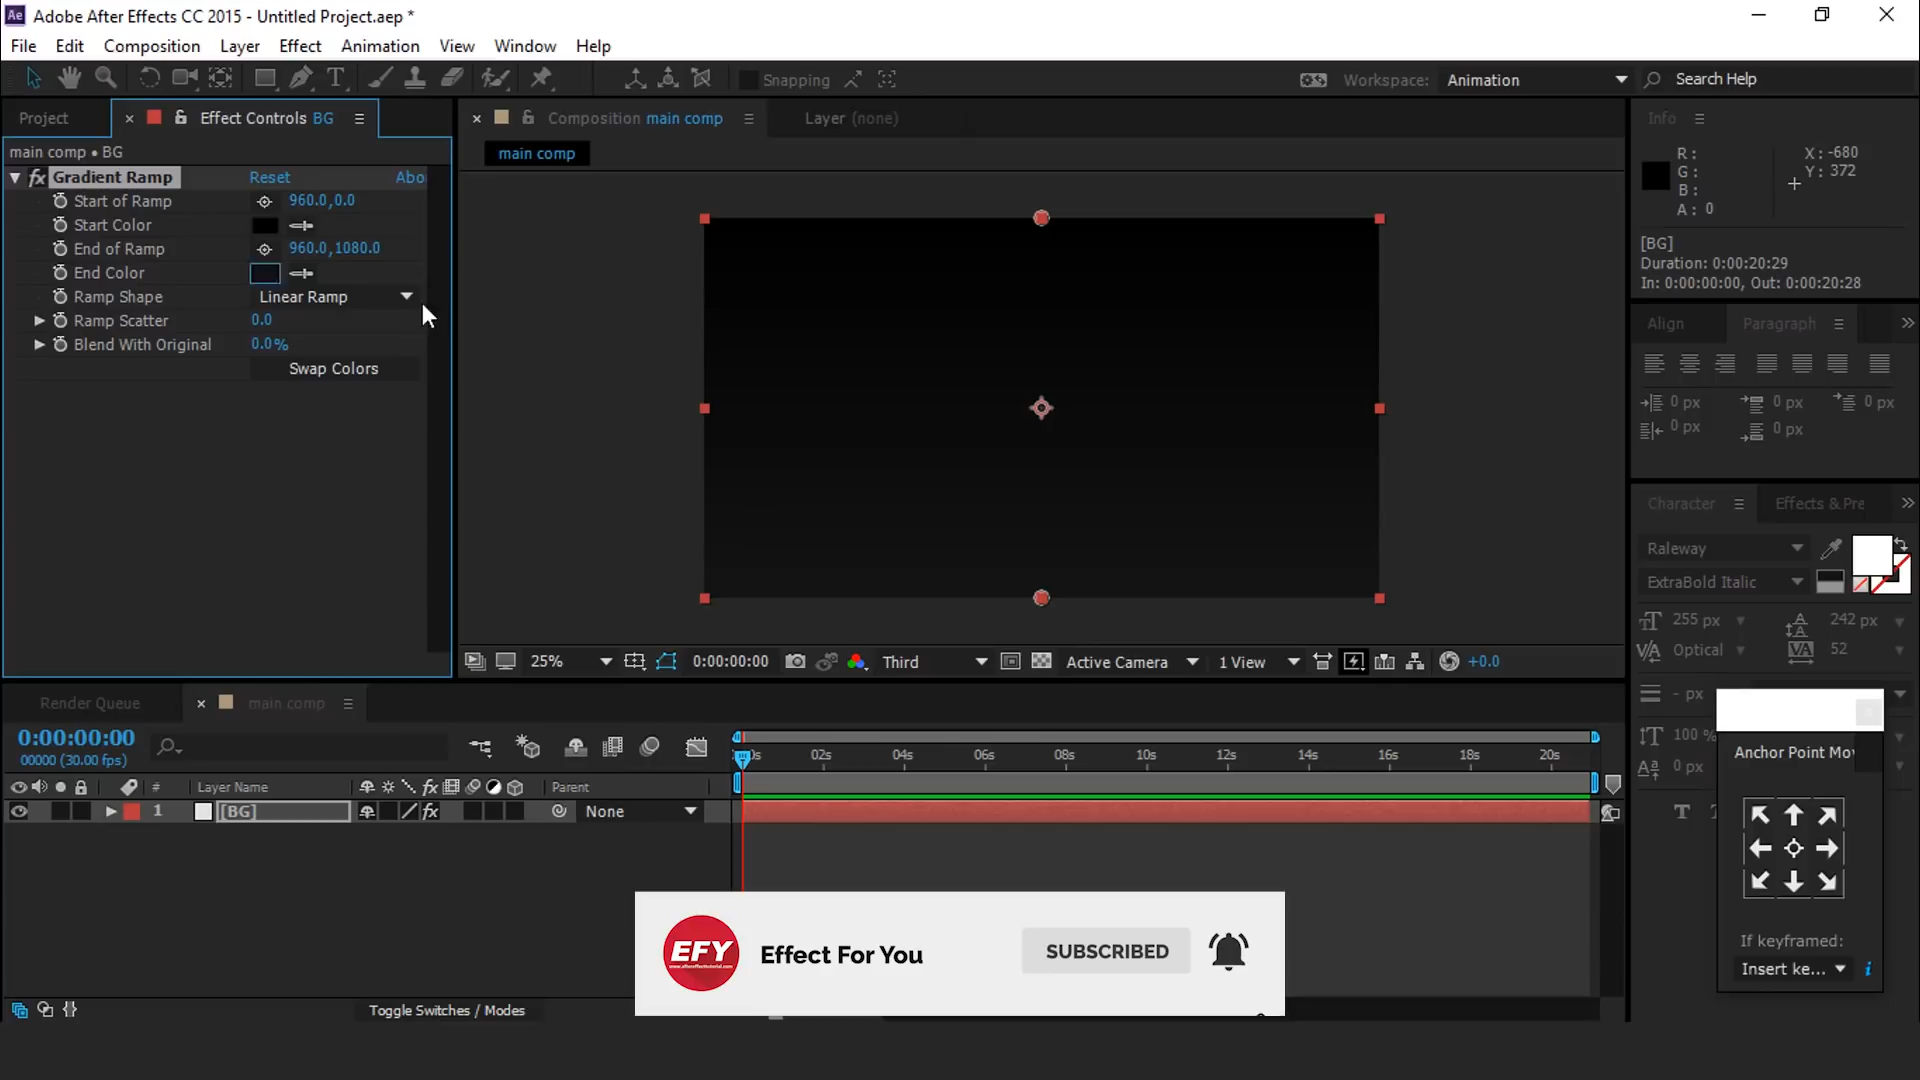 Adobe After Effects CC 2015 - Untitled Project.aep *
File Edit Composition Layer Effect Animation View Window Help
Snapping
Workspace: Animation
Search Help
Project
Effect Controls BG
Composition main comp
Layer (none)
Info
main comp • BG
main comp
Gradient Ramp Reset Abo
Start of Ramp 960.0,0.0
Start Color
End of Ramp 960.0,1080.0
End Color
Ramp Shape Linear Ramp
Ramp Scatter 0.0
Blend With Original 0.0%
Swap Colors
R:
G:
B:
A: 0
X: -680
Y: 372
[BG]
Duration: 0:00:20:29
In: 0:00:00:00, Out: 0:00:20:28
Align Paragraph
0 px 0 px 0 px
0 px 0 px
Character Effects & Pre
Raleway
ExtraBold Italic
255 px 242 px
Optical 52
- px
100 %
0 px
25% 0:00:00:00 Third Active Camera 1 View +0.0
Render Queue main comp
0:00:00:00
00000 (30.00 fps)
02s 04s 06s 08s 10s 12s 14s 16s 18s 20s
# Layer Name Parent
1 [BG] None
Toggle Switches / Modes
Anchor Point Mov
If keyframed:
Insert ke...
EFY
Effect For You
SUBSCRIBED